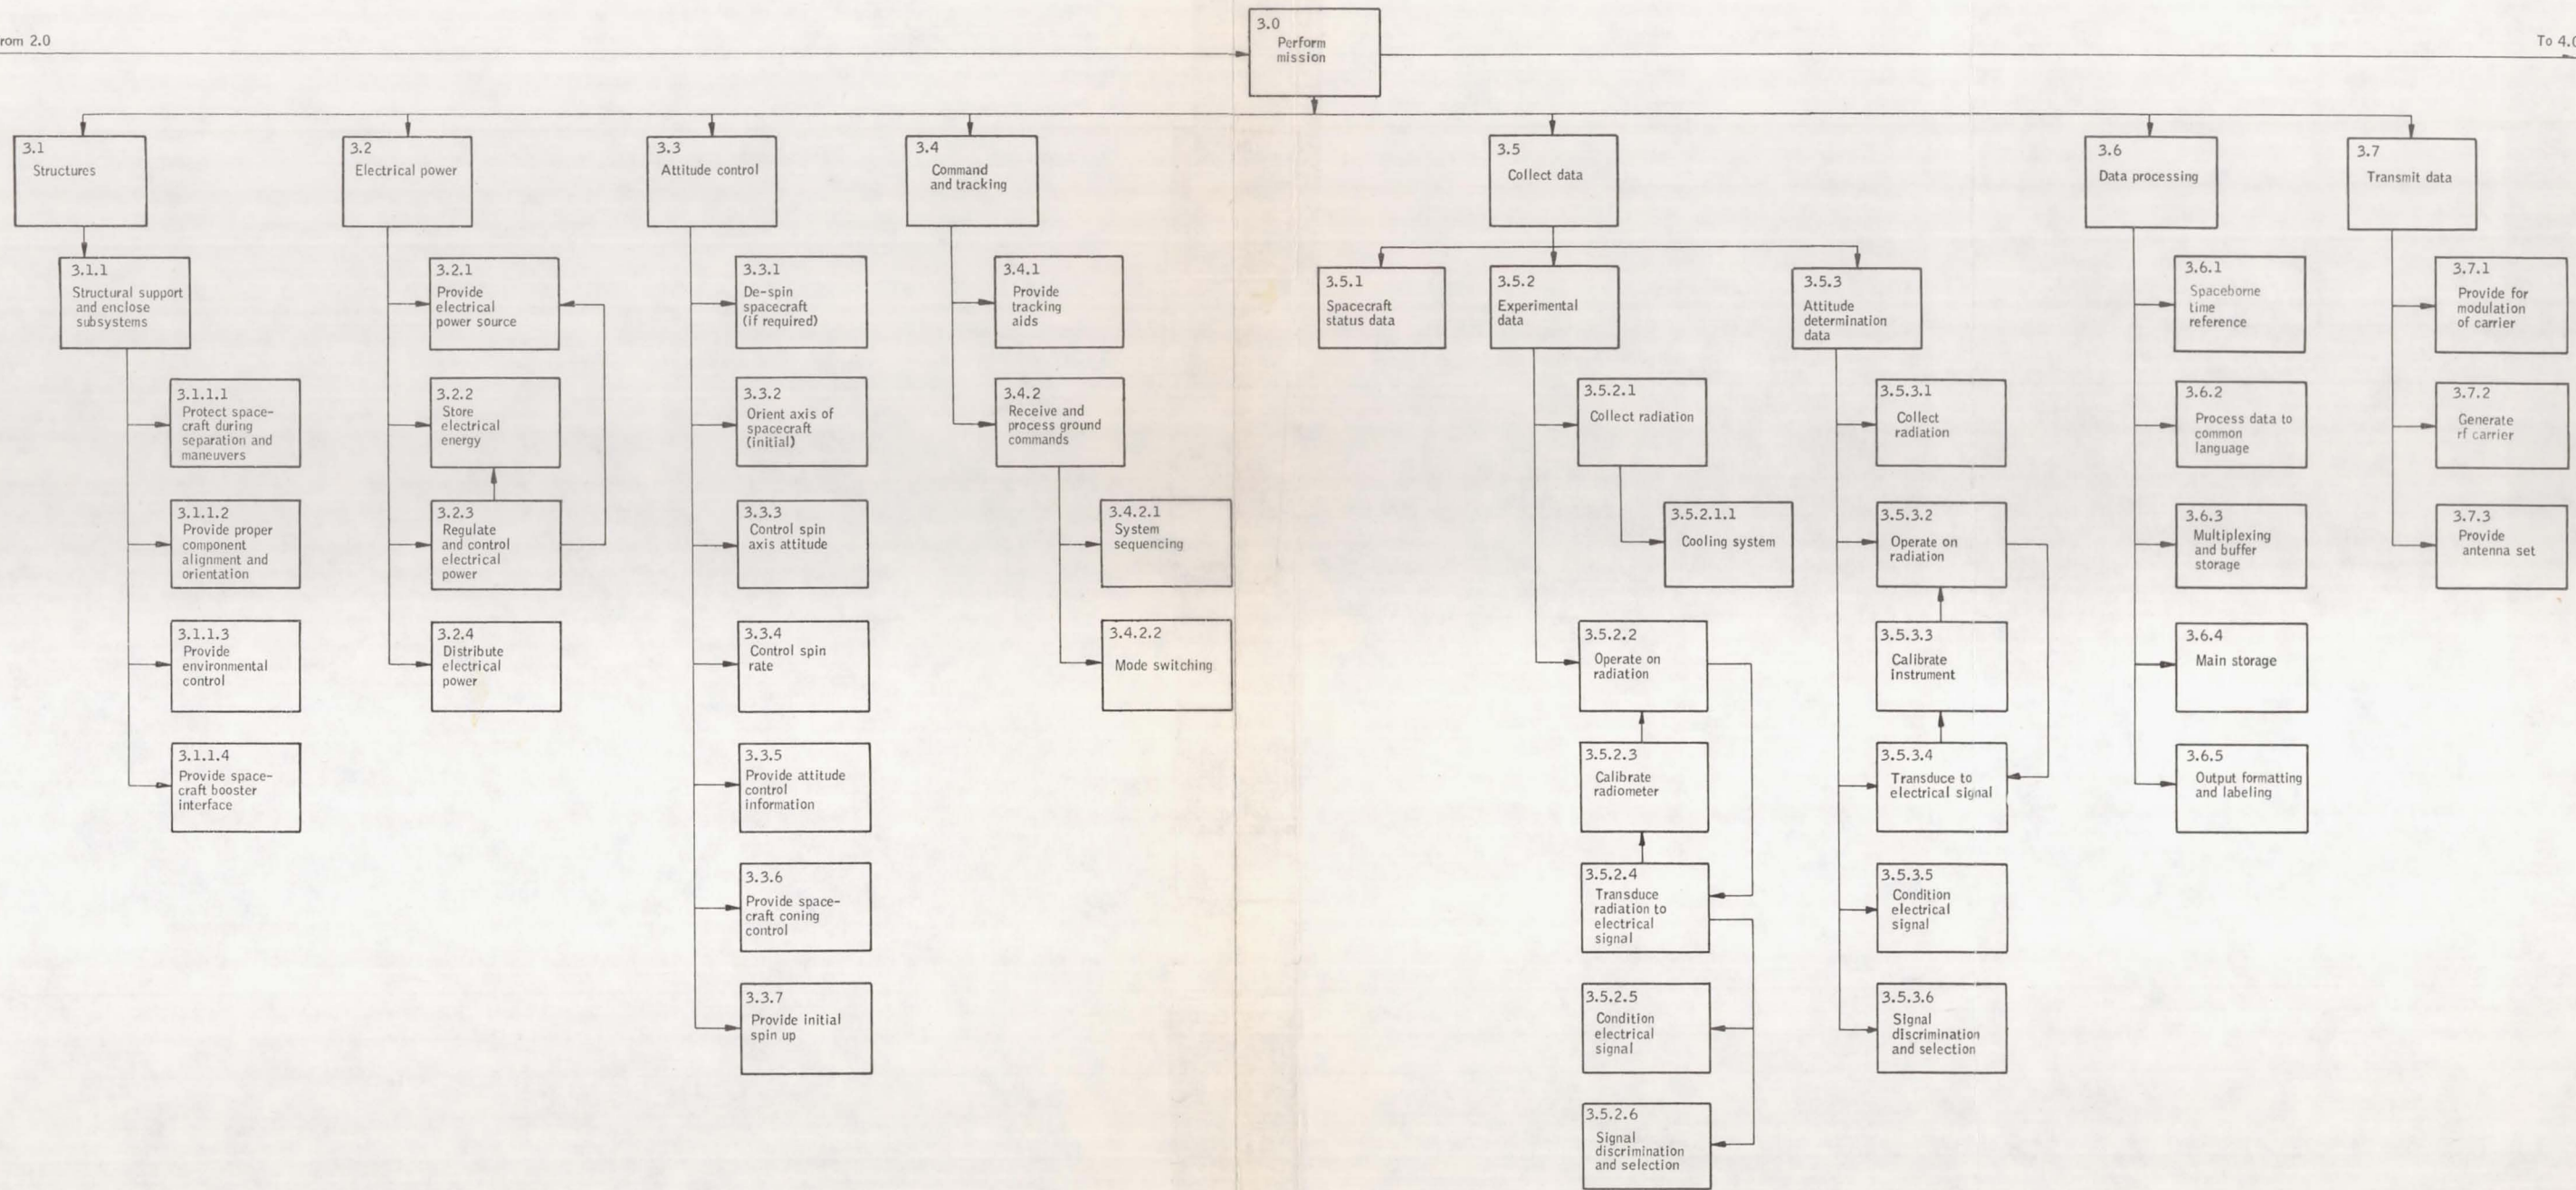 rom 2.0
3.0
Perform
mission
To 4.0
3.1
Structures
3.1.1
Structural support
and enclose
subsystems
3.1.1.1
Protect space-
craft during
separation and
maneuvers
3.1.1.2
Provide proper
component
alignment and
orientation
3.1.1.3
Provide
environmental
control
3.1.1.4
Provide space-
craft booster
interface
3.2
Electrical power
3.2.1
Provide
electrical
power source
3.2.2
Store
electrical
energy
3.2.3
Regulate
and control
electrical
power
3.2.4
Distribute
electrical
power
3.3
Attitude control
3.3.1
De-spin
spacecraft
(if required)
3.3.2
Orient axis of
spacecraft
(initial)
3.3.3
Control spin
axis attitude
3.3.4
Control spin
rate
3.3.5
Provide attitude
control
information
3.3.6
Provide space-
craft coning
control
3.3.7
Provide initial
spin up
3.4
Command
and tracking
3.4.1
Provide
tracking
aids
3.4.2
Receive and
process ground
commands
3.4.2.1
System
sequencing
3.4.2.2
Mode switching
3.5
Collect data
3.5.1
Spacecraft
status data
3.5.2
Experimental
data
3.5.2.1
Collect radiation
3.5.2.1.1
Cooling system
3.5.2.2
Operate on
radiation
3.5.2.3
Calibrate
radiometer
3.5.2.4
Transduce
radiation to
electrical
signal
3.5.2.5
Condition
electrical
signal
3.5.2.6
Signal
discrimination
and selection
3.5.3
Attitude
determination
data
3.5.3.1
Collect
radiation
3.5.3.2
Operate on
radiation
3.5.3.3
Calibrate
instrument
3.5.3.4
Transduce to
electrical signal
3.5.3.5
Condition
electrical
signal
3.5.3.6
Signal
discrimination
and selection
3.6
Data processing
3.6.1
Spaceborne
time
reference
3.6.2
Process data to
common
language
3.6.3
Multiplexing
and buffer
storage
3.6.4
Main storage
3.6.5
Output formatting
and labeling
3.7
Transmit data
3.7.1
Provide for
modulation
of carrier
3.7.2
Generate
rf carrier
3.7.3
Provide
antenna set